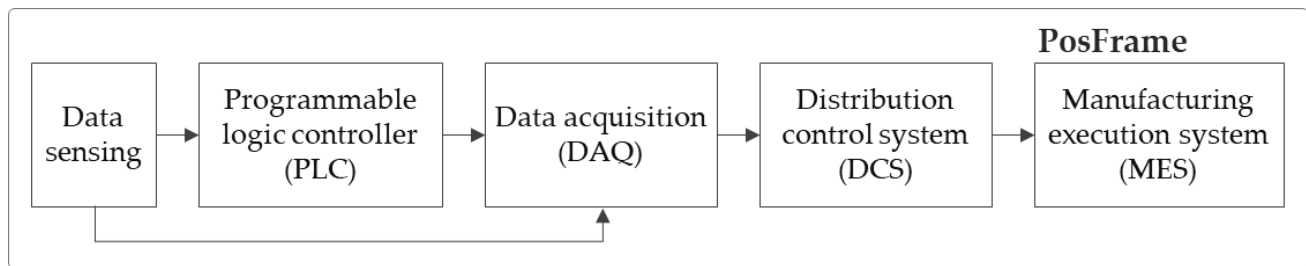 PosFrame
Data
sensing
Programmable
logic controller
(PLC)
Data acquisition
(DAQ)
Distribution
control system
(DCS)
Manufacturing
execution system
(MES)